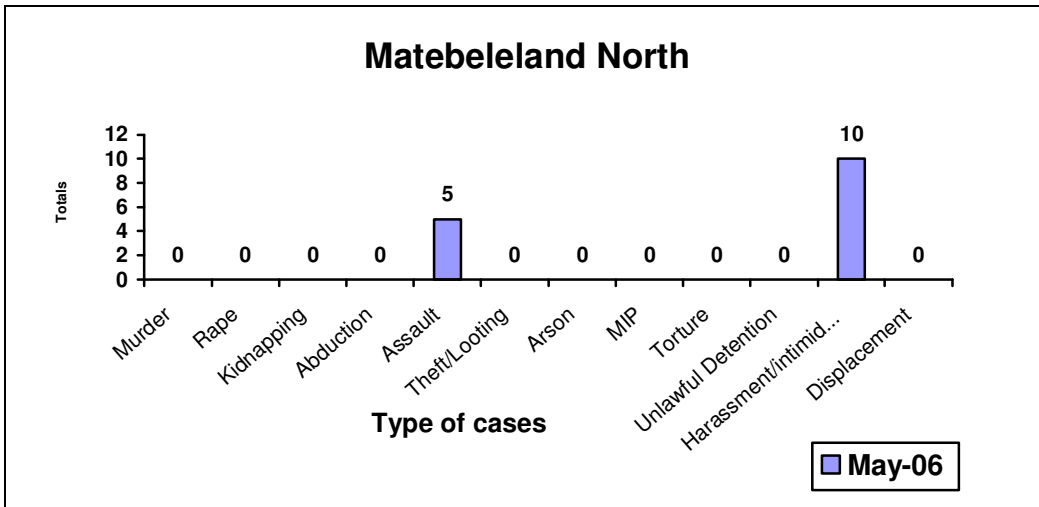 Matebeleland North
Totals
12
10
8
6
4
2
0
0 0 0 0 5 0 0 0 0 0 10 0
Murder
Rape
Kidnapping
Abduction
Assault
Theft/Looting
Arson
MIP
Torture
Unlawful Detention
Harassment/intimid...
Displacement
Type of cases
May-06